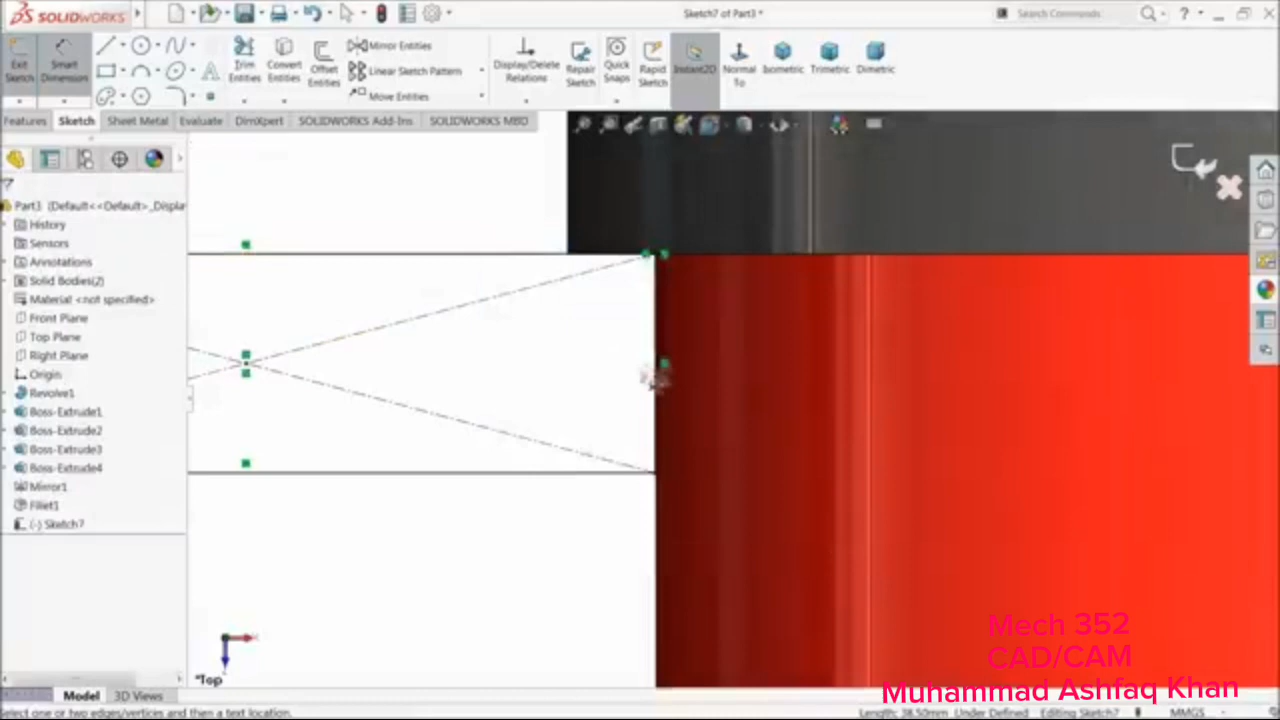 SOLIDWORKS
Sketch7 of Part3 *
Search Commands
?
Exit Sketch
Smart Dimension
Trim Entities
Convert Entities
Offset Entities
Mirror Entities
Linear Sketch Pattern
Move Entities
Display/Delete Relations
Repair Sketch
Quick Snaps
Rapid Sketch
Instant2D
Normal To
Isometric
Trimetric
Dimetric
Features
Sketch
Sheet Metal
Evaluate
DimXpert
SOLIDWORKS Add-Ins
SOLIDWORKS MBD
Part3 (Default<<Default>_Displa
History
Sensors
Annotations
Solid Bodies(2)
Material <not specified>
Front Plane
Top Plane
Right Plane
Origin
Revolve1
Boss-Extrude1
Boss-Extrude2
Boss-Extrude3
Boss-Extrude4
Mirror1
Fillet1
(-) Sketch7
*Top
Mech 352
CAD/CAM
Muhammad Ashfaq Khan
Model
3D Views
Select one or two edges/vertices and then a text location.
Length: 38.50mm
Under Defined
Editing Sketch7
MMGS